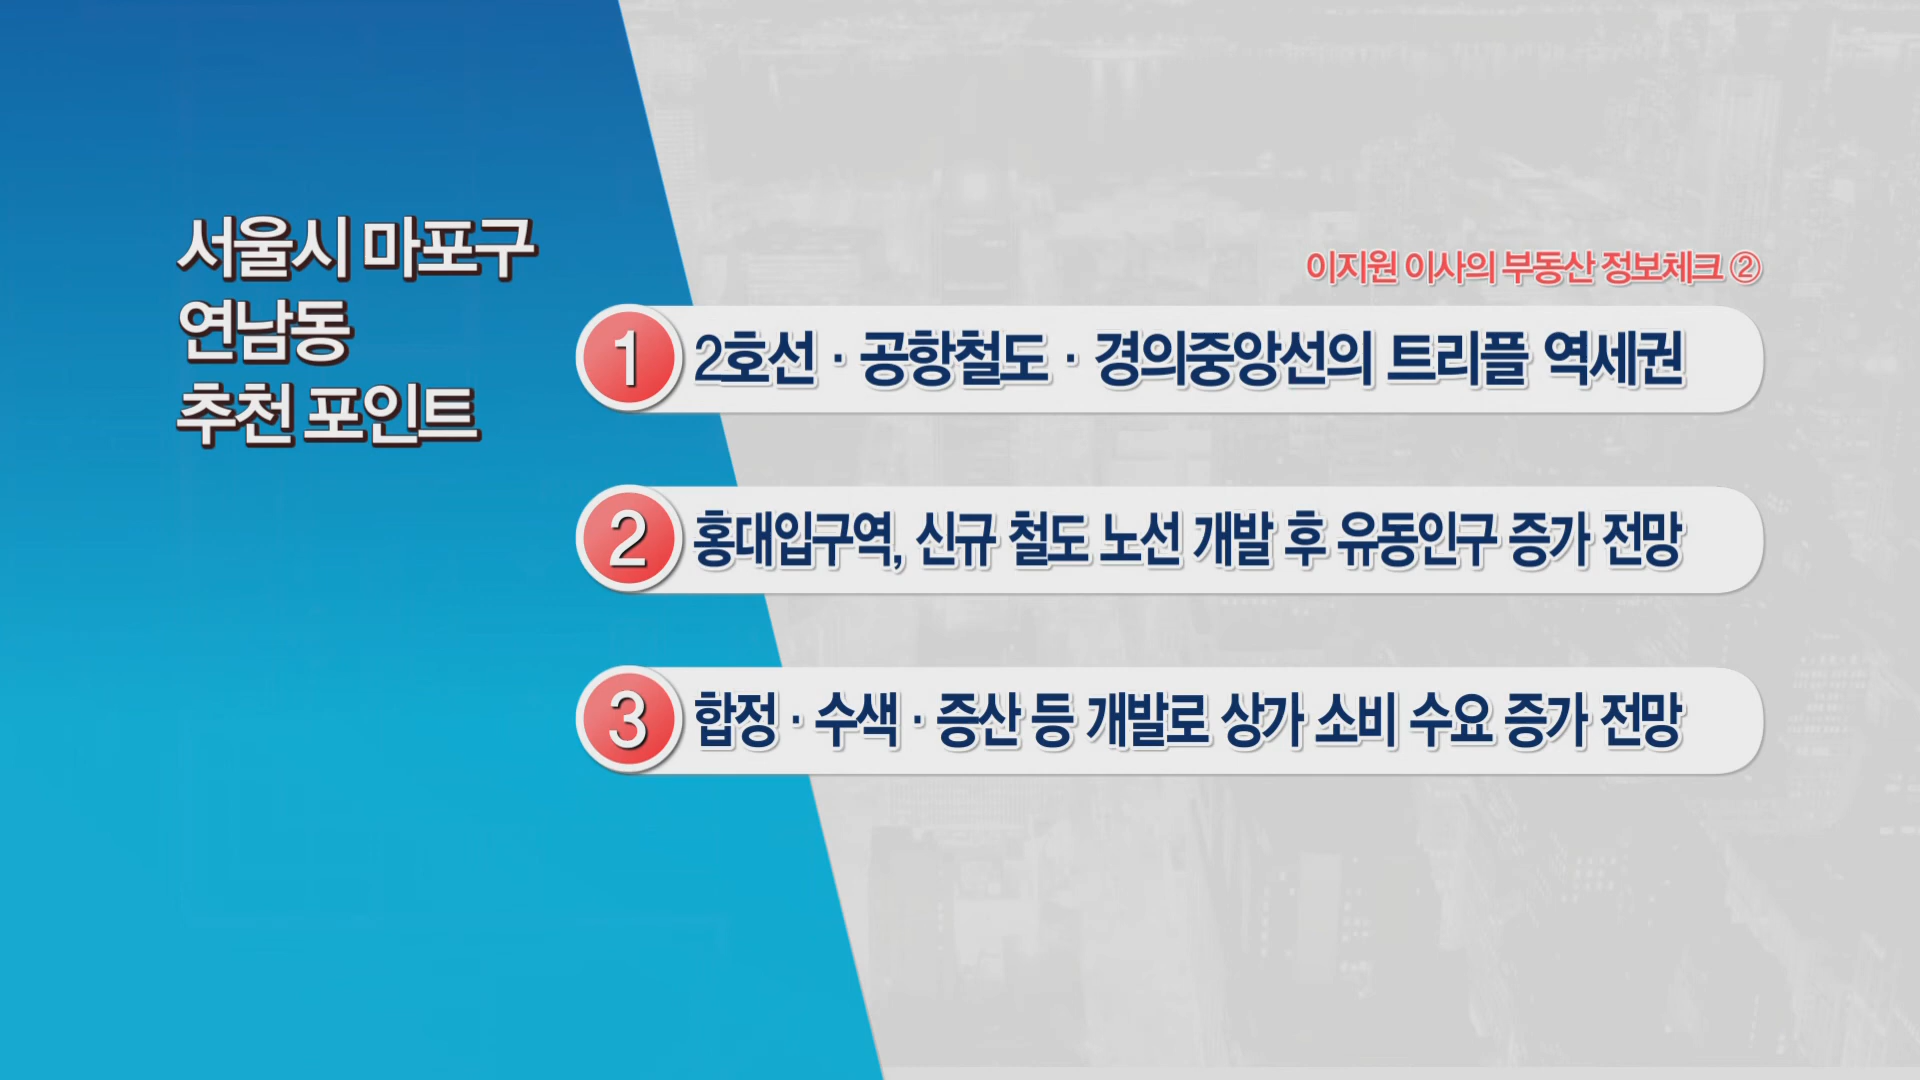 서울시 마포구
연남동
추천 포인트
이지원 이사의 부동산 정보체크 ②
1 2호선 · 공항철도 · 경의중앙선의 트리플 역세권
2 홍대입구역, 신규 철도 노선 개발 후 유동인구 증가 전망
3 합정 · 수색 · 증산 등 개발로 상가 소비 수요 증가 전망